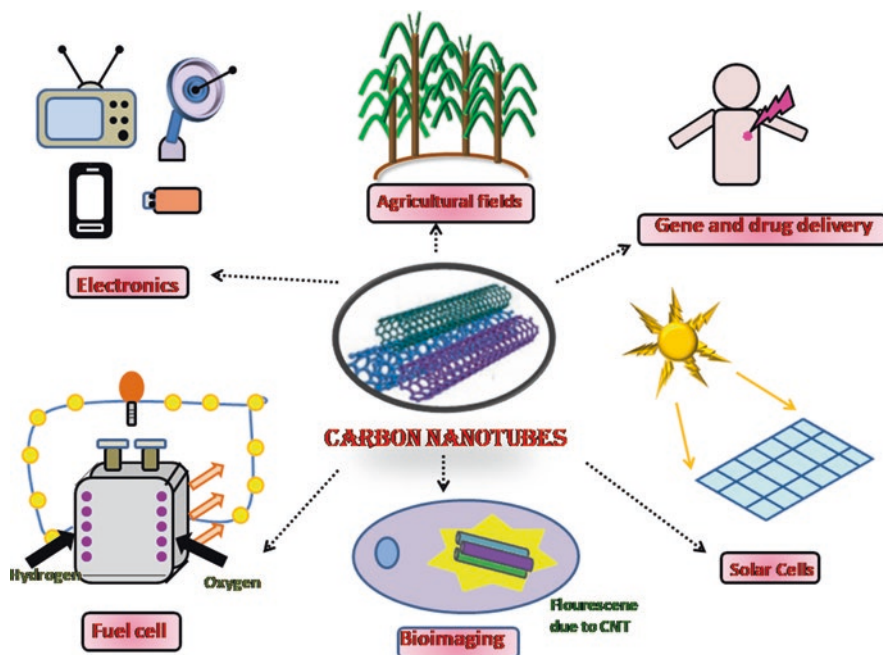 Agricultural fields
Gene and drug delivery
Electronics
CARBON NANOTUBES
Hydrogen
Oxygen
Fuel cell
Flourescene
due to CNT
Bioimaging
Solar Cells